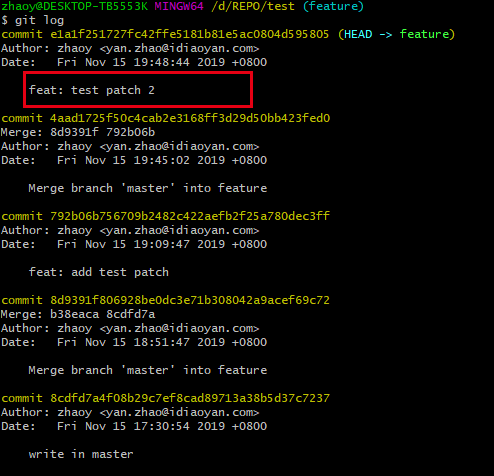 zhaoy@DESKTOP-TB5553K MINGW64 /d/REPO/test (feature)
$ git log
commit e1a1f251727fc42ffe5181b81e5ac0804d595805 (HEAD -> feature)
Author: zhaoy <yan.zhao@idiaoyan.com>
Date:   Fri Nov 15 19:48:44 2019 +0800
feat: test patch 2
commit 4aad1725f50c4cab2e3168ff3d29d50bb423fed0
Merge: 8d9391f 792b06b
Author: zhaoy <yan.zhao@idiaoyan.com>
Date:   Fri Nov 15 19:45:02 2019 +0800
Merge branch 'master' into feature
commit 792b06b756709b2482c422aefb2f25a780dec3ff
Author: zhaoy <yan.zhao@idiaoyan.com>
Date:   Fri Nov 15 19:09:47 2019 +0800
feat: add test patch
commit 8d9391f806928be0dc3e71b308042a9acef69c72
Merge: b38eaca 8cdfd7a
Author: zhaoy <yan.zhao@idiaoyan.com>
Date:   Fri Nov 15 18:51:47 2019 +0800
Merge branch 'master' into feature
commit 8cdfd7a4f08b29c7ef8cad89713a38b5d37c7237
Author: zhaoy <yan.zhao@idiaoyan.com>
Date:   Fri Nov 15 17:30:54 2019 +0800
write in master